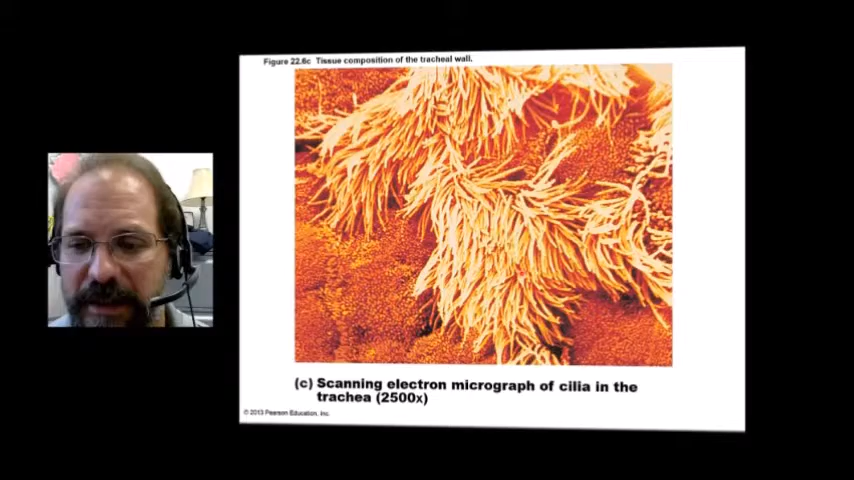 Figure 22.6c Tissue composition of the tracheal wall.
(c) Scanning electron micrograph of cilia in the
trachea (2500x)
© 2013 Pearson Education, Inc.